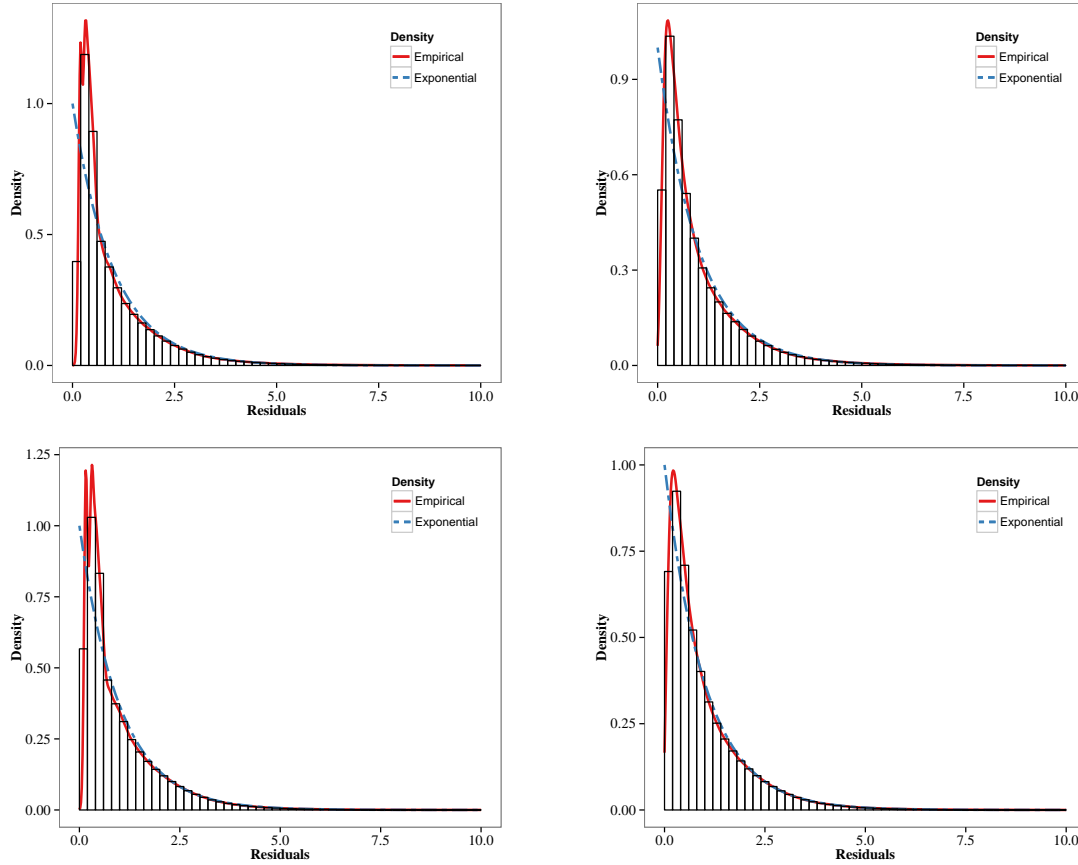 Density
Empirical
Exponential
1.0
0.5
0.0
Density
0.0
2.5
5.0
7.5
10.0
Residuals
Density
Empirical
Exponential
0.9
0.6
0.3
0.0
Density
0.0
2.5
5.0
7.5
10.0
Residuals
Density
Empirical
Exponential
1.25
1.00
0.75
0.50
0.25
0.00
Density
0.0
2.5
5.0
7.5
10.0
Residuals
Density
Empirical
Exponential
1.00
0.75
0.50
0.25
0.00
Density
0.0
2.5
5.0
7.5
10.0
Residuals